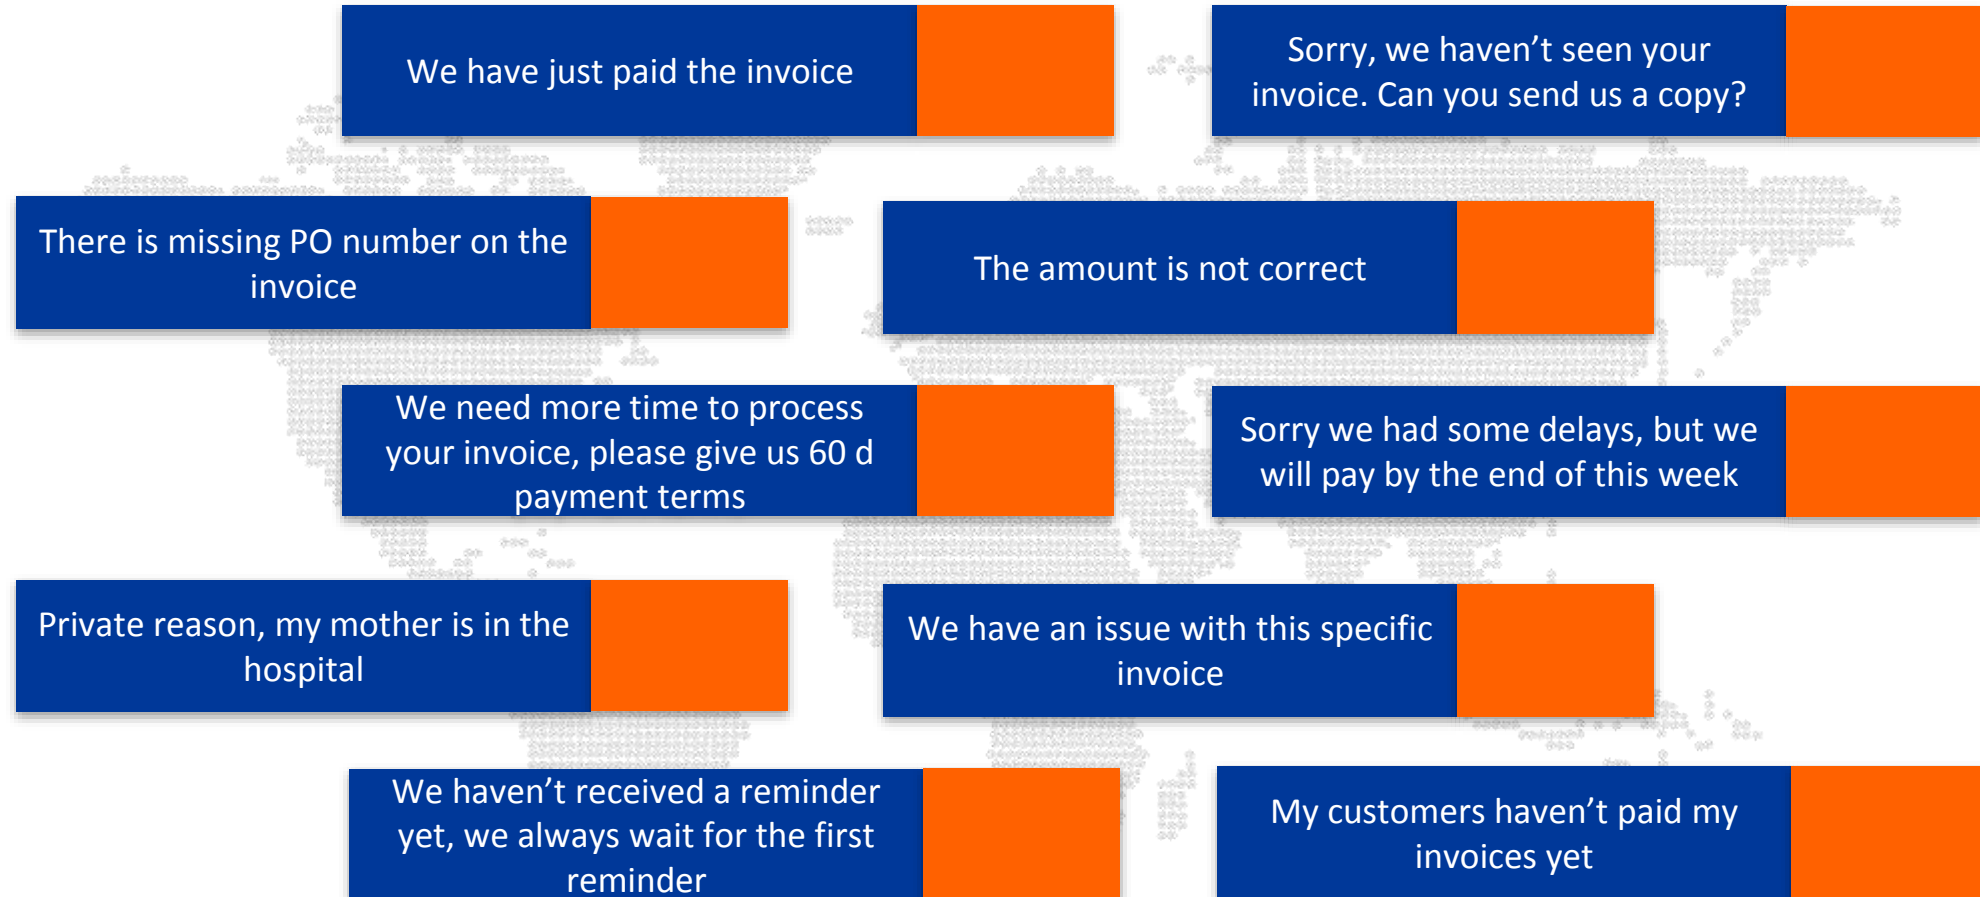 We have just paid the invoice
Sorry, we haven’t seen your
invoice. Can you send us a copy?
There is missing PO number on the
invoice
The amount is not correct
We need more time to process
your invoice, please give us 60 d
payment terms
Sorry we had some delays, but we
will pay by the end of this week
Private reason, my mother is in the
hospital
We have an issue with this specific
invoice
We haven’t received a reminder
yet, we always wait for the first
reminder
My customers haven’t paid my
invoices yet